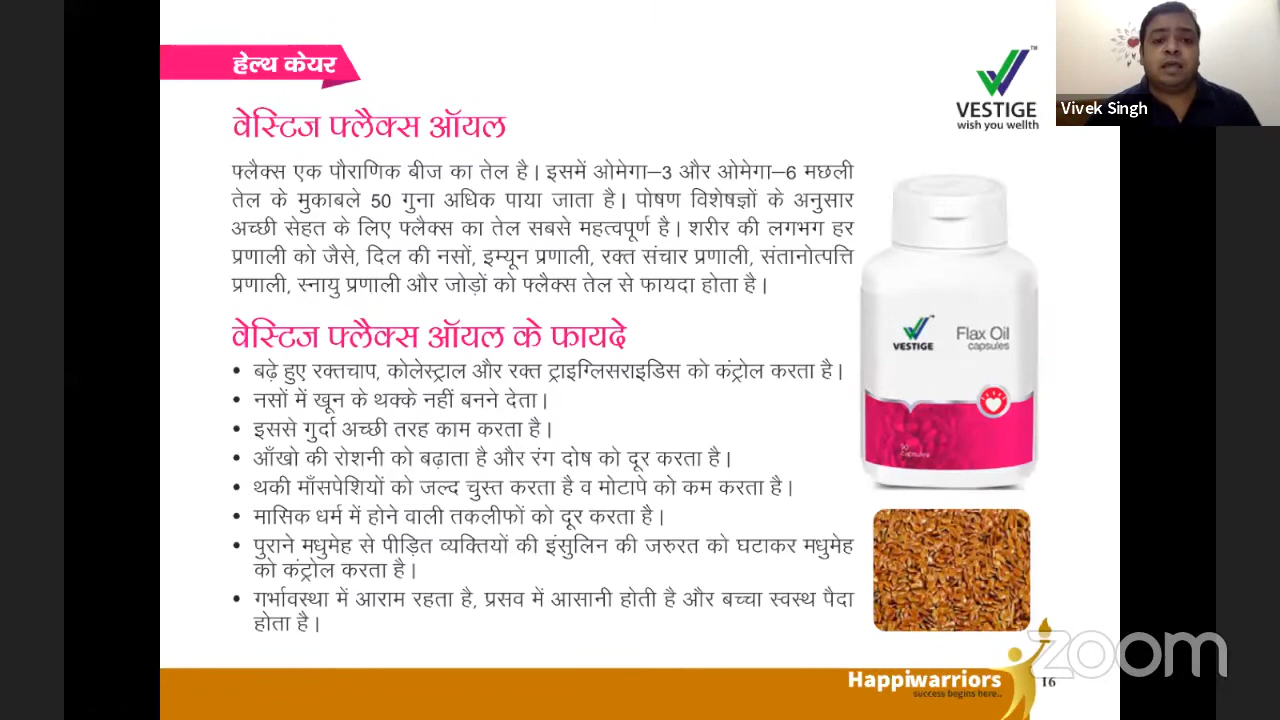 हेल्थ केयर
VESTIGE
wish you wellth
Vivek Singh
वेस्टिज फ्लैक्स ऑयल
फ्लैक्स एक पौराणिक बीज का तेल है। इसमें ओमेगा–3 और ओमेगा–6 मछली
तेल के मुकाबले 50 गुना अधिक पाया जाता है। पोषण विशेषज्ञों के अनुसार
अच्छी सेहत के लिए फ्लैक्स का तेल सबसे महत्वपूर्ण है। शरीर की लगभग हर
प्रणाली को जैसे, दिल की नसों, इम्यून प्रणाली, रक्त संचार प्रणाली, संतानोत्पत्ति
प्रणाली, स्नायु प्रणाली और जोड़ों को फ्लैक्स तेल से फायदा होता है।
वेस्टिज फ्लैक्स ऑयल के फायदे
• बढ़े हुए रक्तचाप, कोलेस्ट्राल और रक्त ट्राइग्लिसराइडिस को कंट्रोल करता है।
• नसों में खून के थक्के नहीं बनने देता।
• इससे गुर्दा अच्छी तरह काम करता है।
• आँखो की रोशनी को बढ़ाता है और रंग दोष को दूर करता है।
• थकी माँसपेशियों को जल्द चुस्त करता है व मोटापे को कम करता है।
• मासिक धर्म में होने वाली तकलीफों को दूर करता है।
• पुराने मधुमेह से पीड़ित व्यक्तियों की इंसुलिन की जरुरत को घटाकर मधुमेह
को कंट्रोल करता है।
• गर्भावस्था में आराम रहता है, प्रसव में आसानी होती है और बच्चा स्वस्थ पैदा
होता है।
VESTIGE
Flax Oil
capsules
90
capsules
zoom
Happiwarriors
success begins here..
16